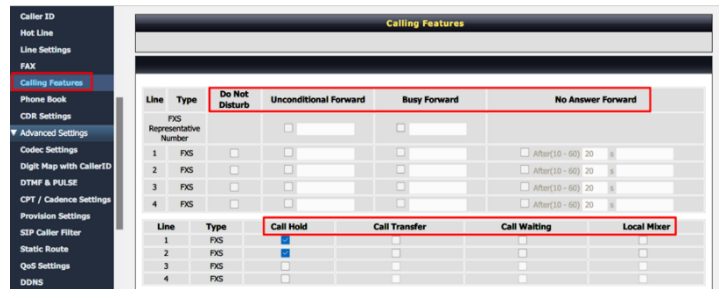 Caller ID
Hot Line
Line Settings
FAX
Calling Features
Phone Book
CDR Settings
Advanced Settings
Codec Settings
Digit Map with CallerID
DTMF & PULSE
CPT / Cadence Settings
Provision Settings
SIP Caller Filter
Static Route
QoS Settings
DDNS
Calling Features
Line Type Do Not Disturb Unconditional Forward Busy Forward No Answer Forward
FXS
Representative
Number
1 FXS After(10 - 60) 20 s
2 FXS After(10 - 60) 20 s
3 FXS After(10 - 60) 20 s
4 FXS After(10 - 60) 20 s
Line Type Call Hold Call Transfer Call Waiting Local Mixer
1 FXS
2 FXS
3 FXS
4 FXS